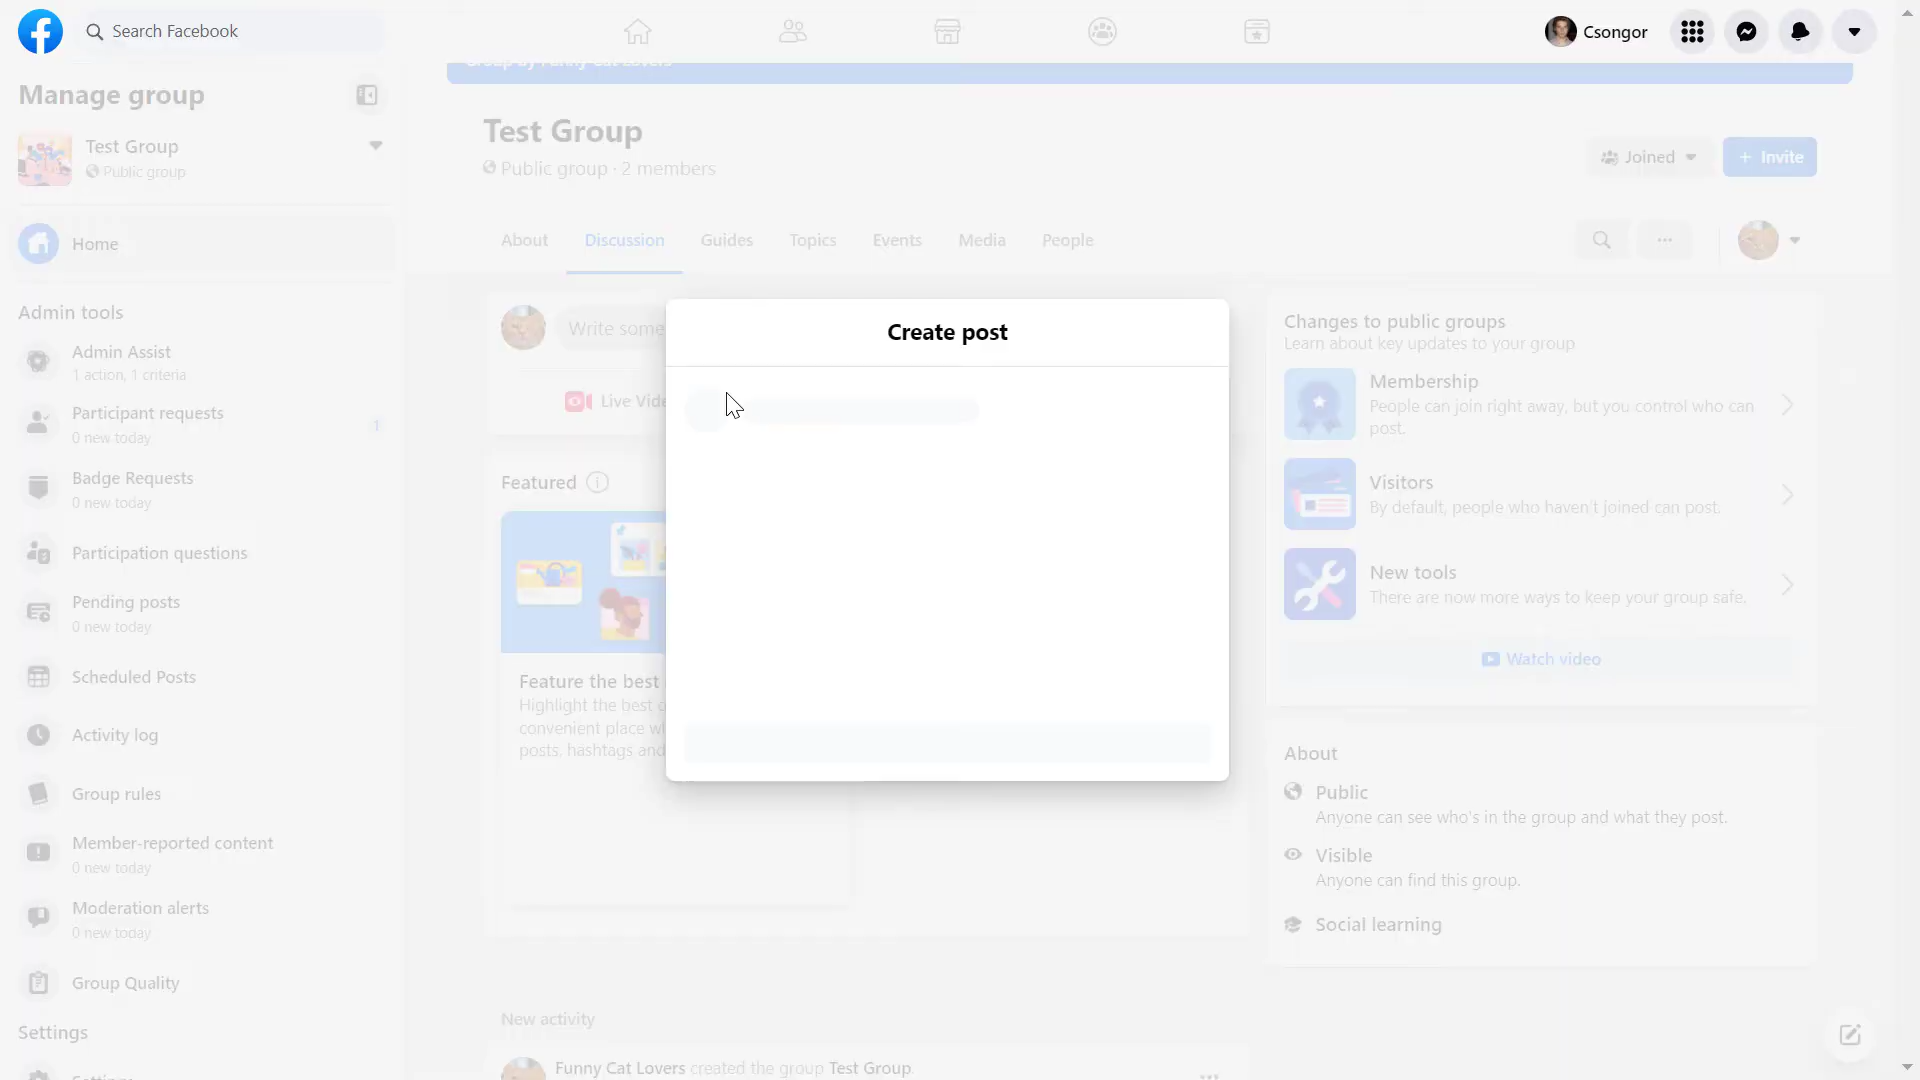 Search Facebook
Csongor
Group by Funny Cat Lovers
Manage group
Test Group
Public group
Test Group
Public group · 2 members
Joined
+ Invite
Home
About
Discussion
Guides
Topics
Events
Media
People
Admin tools
Admin Assist
1 action, 1 criteria
Participant requests
0 new today
1
Badge Requests
0 new today
Participation questions
Pending posts
0 new today
Scheduled Posts
Activity log
Group rules
Member-reported content
0 new today
Moderation alerts
0 new today
Group Quality
Settings
Settings
Write some
Live Vide
Create post
Featured
Feature the best
Highlight the best
convenient place
posts, hashtags and
New activity
Funny Cat Lovers created the group Test Group.
Changes to public groups
Learn about key updates to your group
Membership
People can join right away, but you control who can
post.
Visitors
By default, people who haven't joined can post.
New tools
There are now more ways to keep your group safe.
Watch video
About
Public
Anyone can see who's in the group and what they post.
Visible
Anyone can find this group.
Social learning